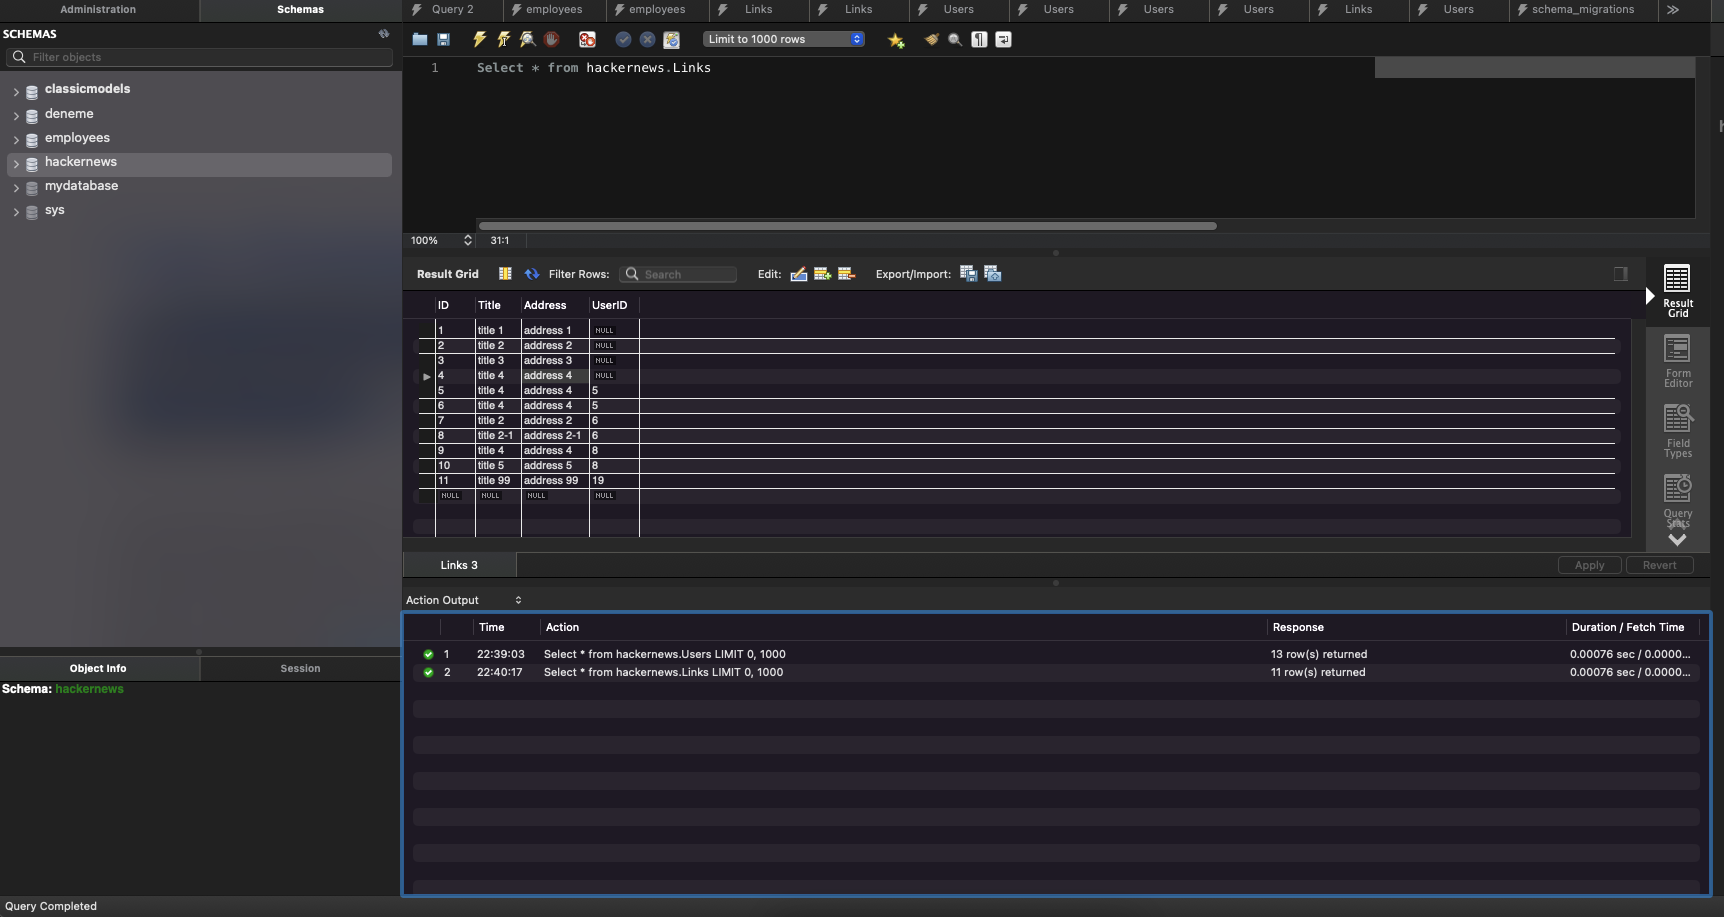 Administration Schemas Query 2 employees employees Links Links Users Users Users Users Links Users schema_migrations
SCHEMAS
Filter objects
Limit to 1000 rows
1 Select * from hackernews.Links
classicmodels
deneme
employees
hackernews
mydatabase
sys
100% 31:1
Result Grid Filter Rows: Search Edit: Export/Import:
ID Title Address UserID
1 title 1 address 1 NULL
2 title 2 address 2 NULL
3 title 3 address 3 NULL
4 title 4 address 4 NULL
5 title 4 address 4 5
6 title 4 address 4 5
7 title 2 address 2 6
8 title 2-1 address 2-1 6
9 title 4 address 4 8
10 title 5 address 5 8
11 title 99 address 99 19
NULL NULL NULL NULL
Result
Grid
Form
Editor
Field
Types
Query
Stats
Links 3 Apply Revert
Action Output
Time Action Response Duration / Fetch Time
1 22:39:03 Select * from hackernews.Users LIMIT 0, 1000 13 row(s) returned 0.00076 sec / 0.0000...
2 22:40:17 Select * from hackernews.Links LIMIT 0, 1000 11 row(s) returned 0.00076 sec / 0.0000...
Object Info Session
Schema: hackernews
Query Completed